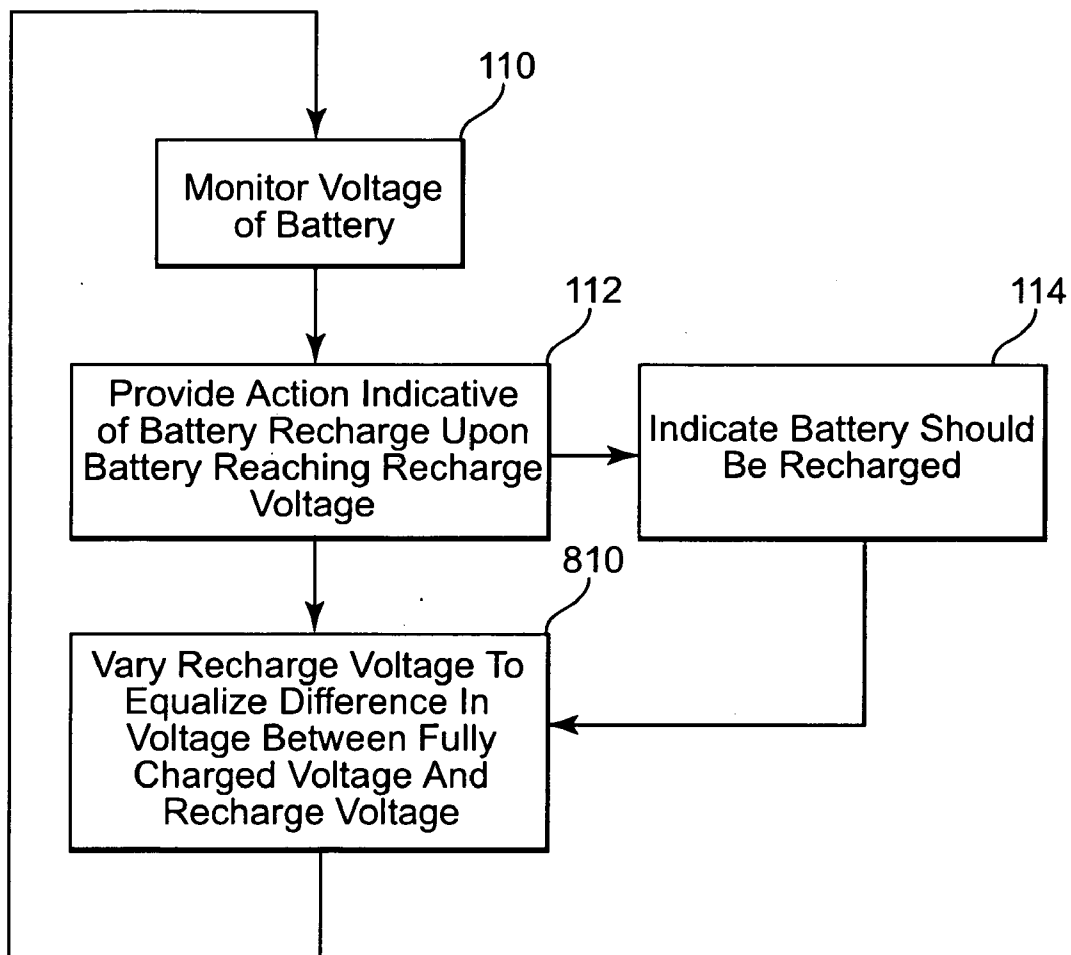 110
Monitor Voltage
of Battery
112
Provide Action Indicative
of Battery Recharge Upon
Battery Reaching Recharge
Voltage
114
Indicate Battery Should
Be Recharged
810
Vary Recharge Voltage To
Equalize Difference In
Voltage Between Fully
Charged Voltage And
Recharge Voltage